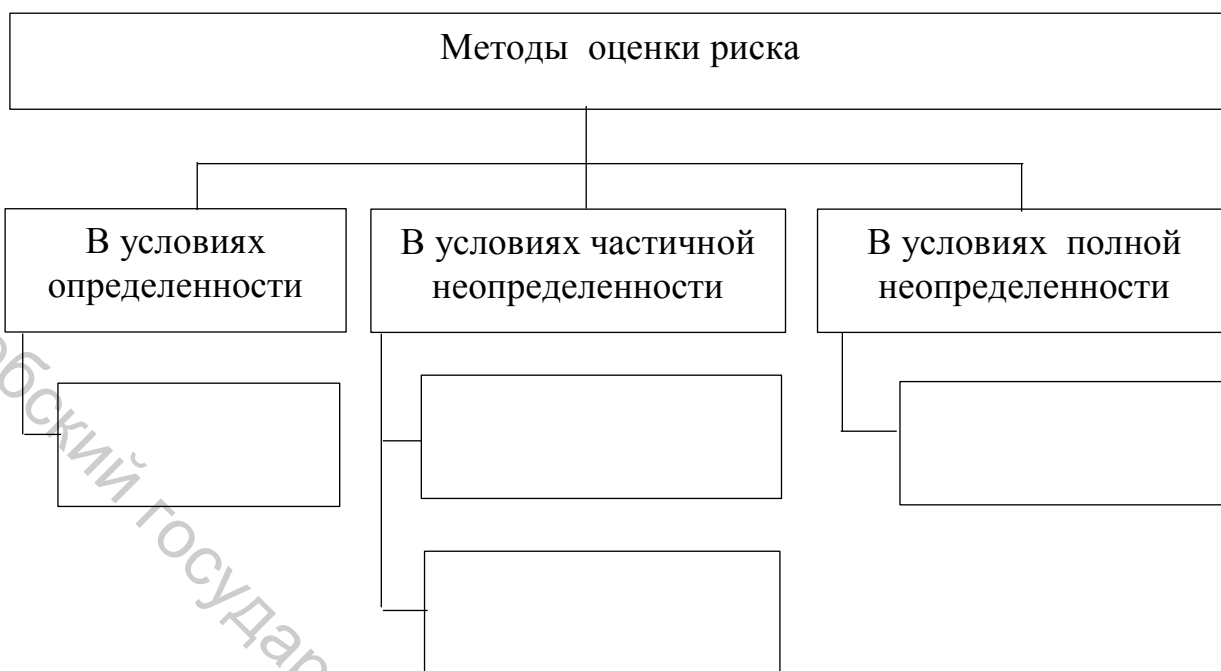 Методы оценки риска
В условиях
определенности
В условиях частичной
неопределенности
В условиях полной
неопределенности